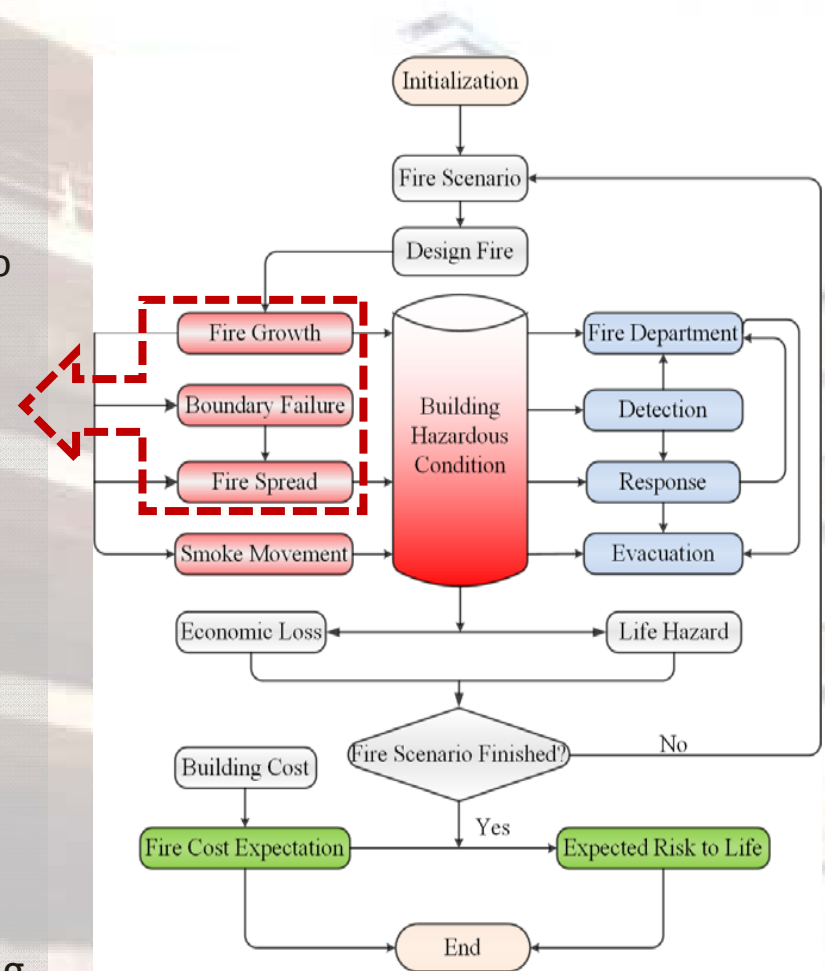 Initialization
Fire Scenario
Design Fire
Fire Growth
Boundary Failure
Fire Spread
Smoke Movement
Building
Hazardous
Condition
Fire Department
Detection
Response
Evacuation
Economic Loss
Life Hazard
Fire Scenario Finished?
No
Building Cost
Yes
Fire Cost Expectation
Expected Risk to Life
End